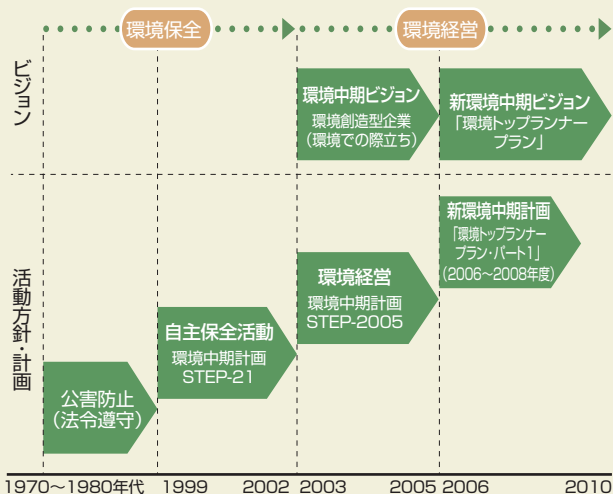 環境保全
環境経営
ビジョン
環境中期ビジョン
環境創造型企業
（環境での際立ち）
新環境中期ビジョン
「環境トップランナー
プラン」
活動方針・計画
新環境中期計画
「環境トップランナー
プラン・パート1」
（2006～2008年度）
環境経営
環境中期計画
STEP-2005
自主保全活動
環境中期計画
STEP-21
公害防止
（法令遵守）
1970～1980年代 1999 2002 2003 2005 2006 2010